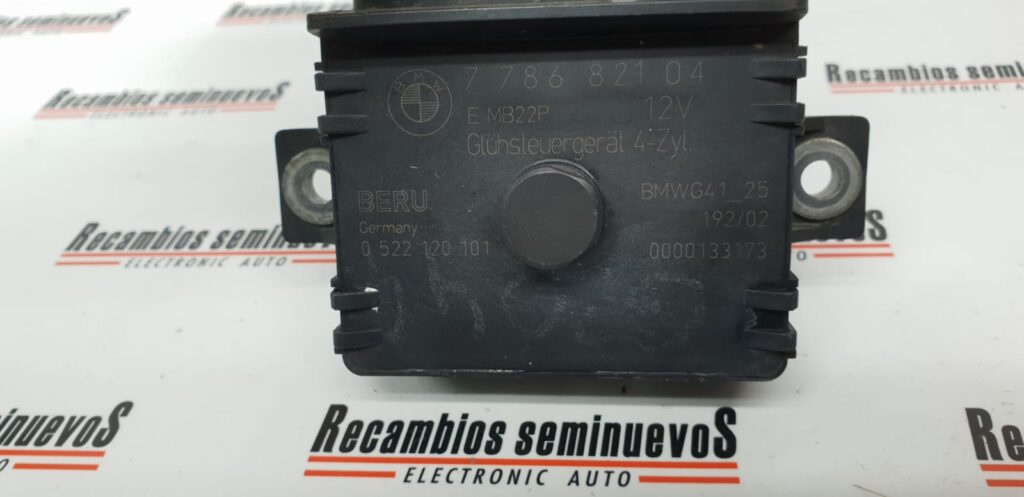 Recambios seminuevos
7 786 821 04
BMW
E MB22P 12V
Glühsteuergerät 4-Zyl.
BERU
Germany
0 522 120 101
BMWG41_25
192/02
0000133173
Recambios seminuevoS
ELECTRONIC AUTO
Recambios seminuevos
ELECTRONIC AUTO
Recambios seminuevos
ELECTRONIC AUTO
minuevoS
C AUTO
Recambios seminuevoS
ELECTRONIC AUTO
Re